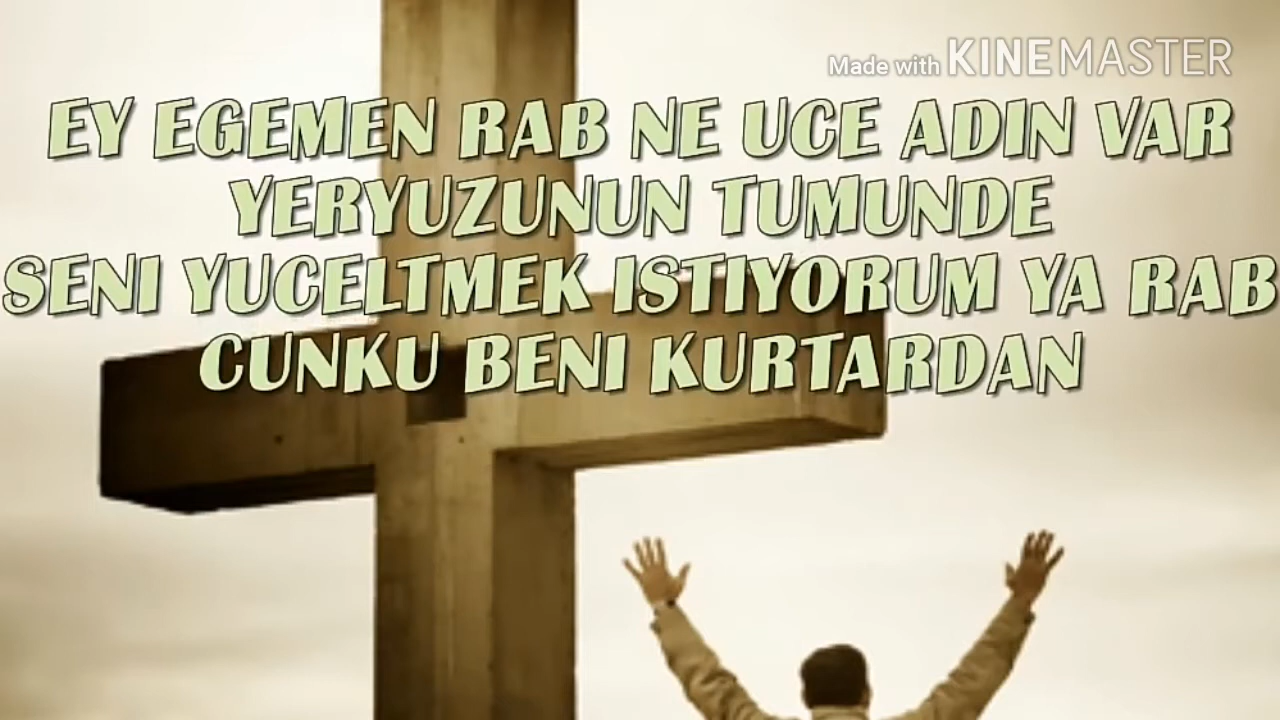 Made with KINEMASTER
EY EGEMEN RAB NE UCE ADIN VAR
YERYUZUNUN TUMUNDE
SENI YUCELTMEK ISTIYORUM YA RAB
CUNKU BENI KURTARDAN